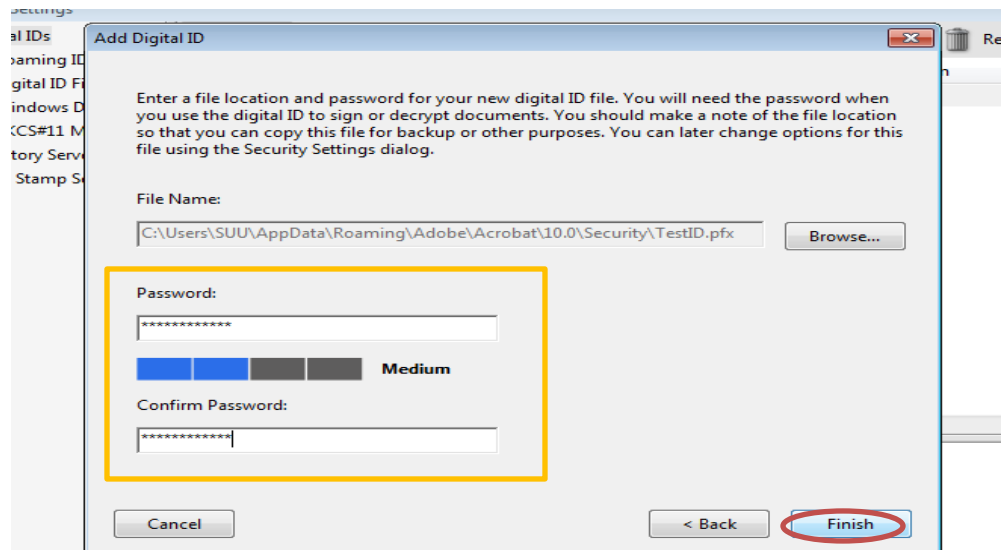 Settings
al IDs
Add Digital ID
Re
oaming ID
gital ID Fi
n
indows D
KCS#11 M
tory Serve
Stamp Se
Enter a file location and password for your new digital ID file. You will need the password when
you use the digital ID to sign or decrypt documents. You should make a note of the file location
so that you can copy this file for backup or other purposes. You can later change options for this
file using the Security Settings dialog.
File Name:
C:\Users\SUU\AppData\Roaming\Adobe\Acrobat\10.0\Security\TestID.pfx
Browse...
Password:
************
Medium
Confirm Password:
************
Cancel
< Back
Finish